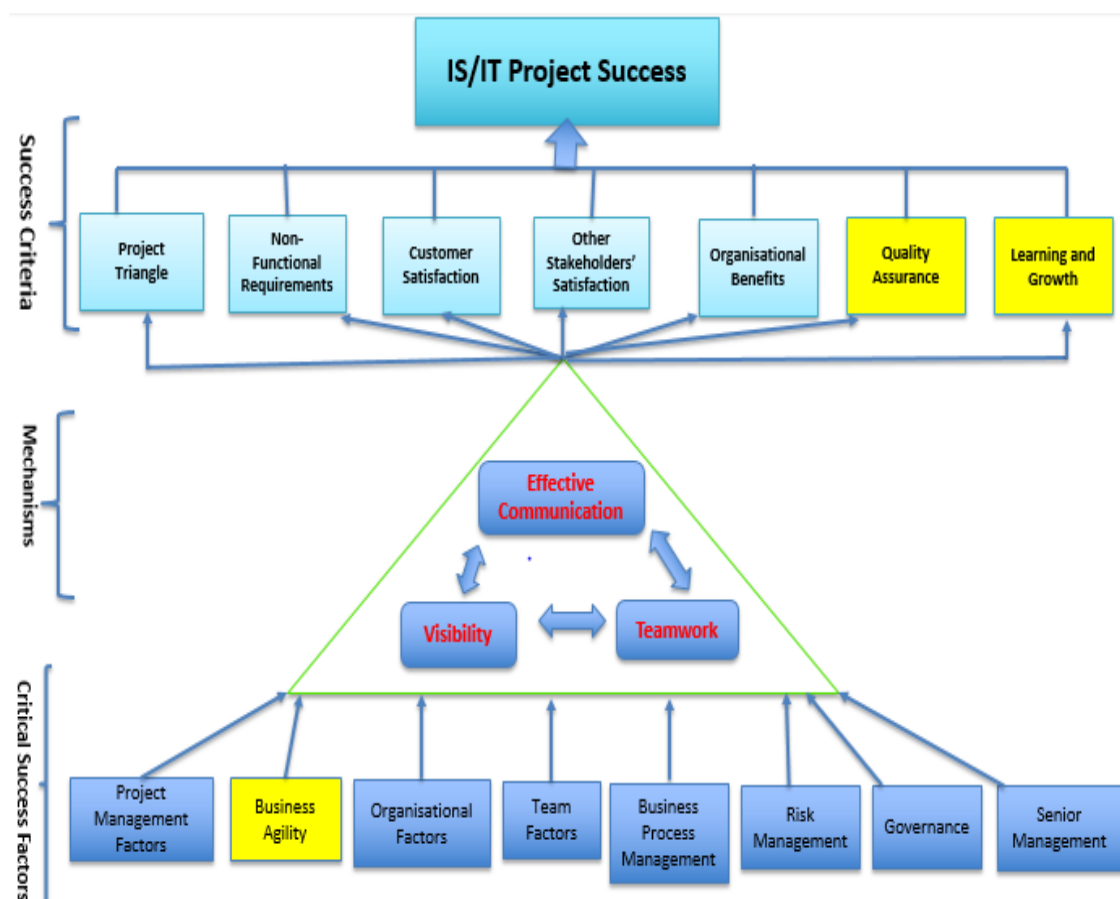 IS/IT Project Success
Success Criteria
Project
Triangle
Non-
Functional
Requirements
Customer
Satisfaction
Other
Stakeholders'
Satisfaction
Organisational
Benefits
Quality
Assurance
Learning and
Growth
Mechanisms
Effective
Communication
Visibility
Teamwork
Critical Success Factors
Project
Management
Factors
Business
Agility
Organisational
Factors
Team
Factors
Business
Process
Management
Risk
Management
Governance
Senior
Management